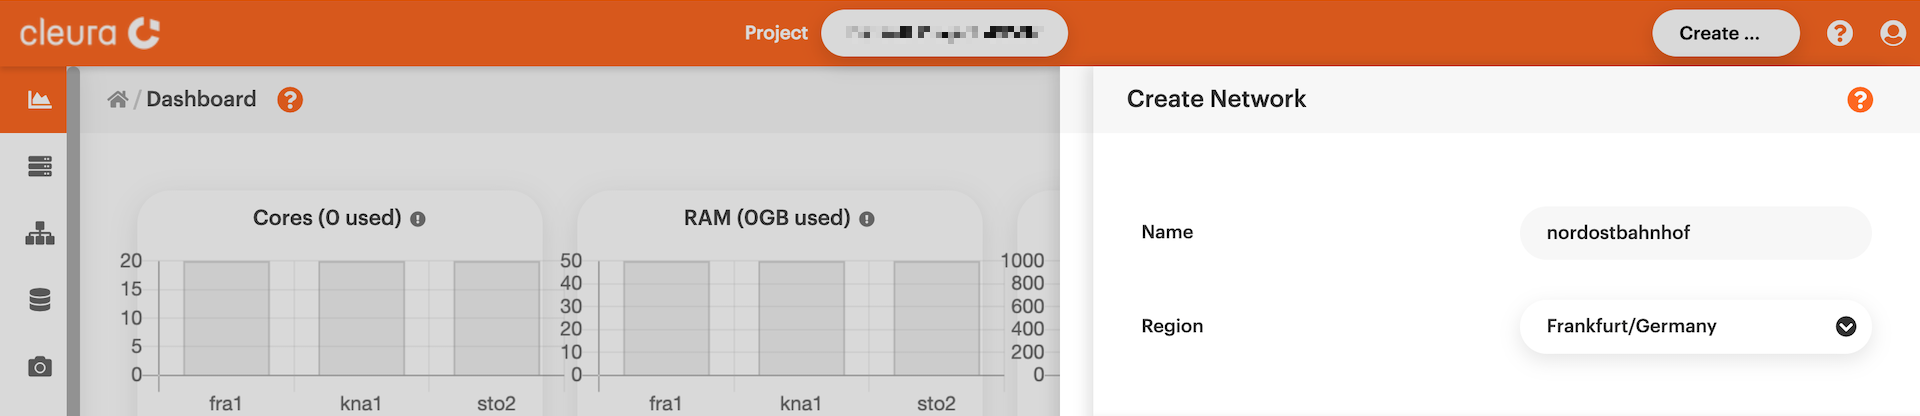 cleura
Project
Create ...
Dashboard
Create Network
Cores (0 used)
20
15
10
5
0
fra1 kna1 sto2
RAM (0GB used)
50
40
30
20
10
0
fra1 kna1 sto2
1000
800
600
400
200
0
Name nordostbahnhof
Region Frankfurt/Germany